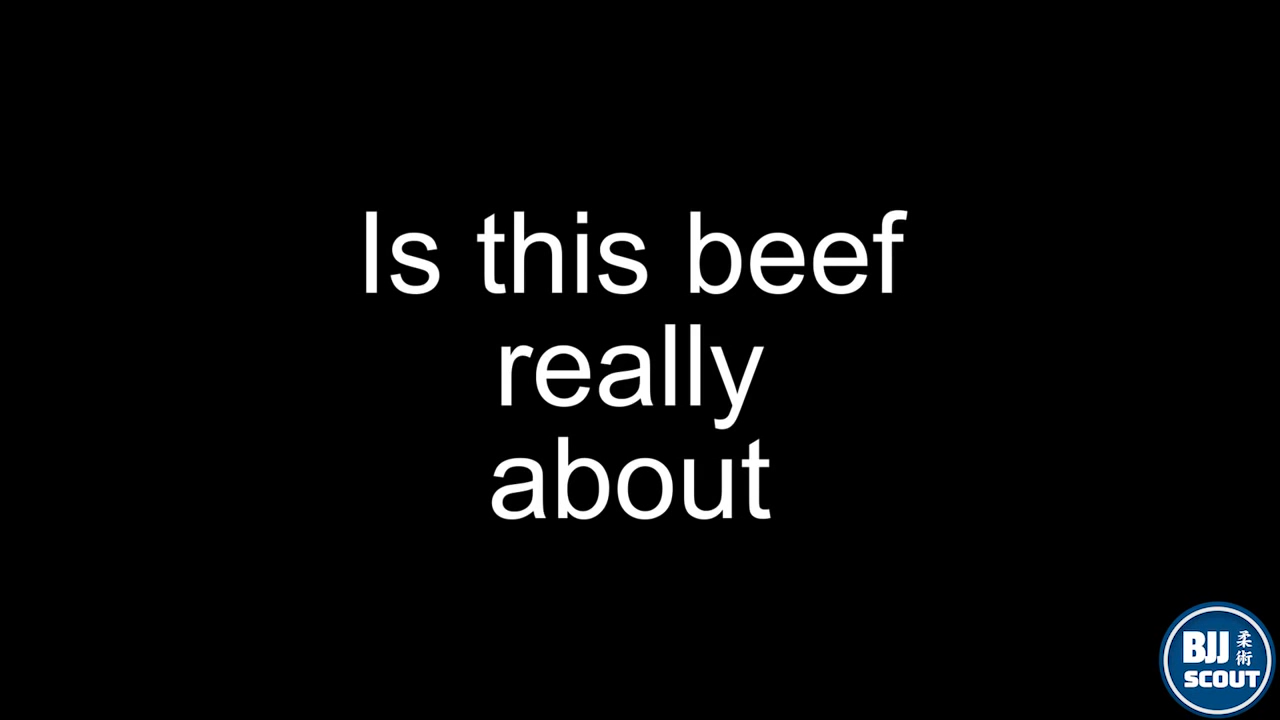 Is this beef
really
about
BJJ 柔術
SCOUT